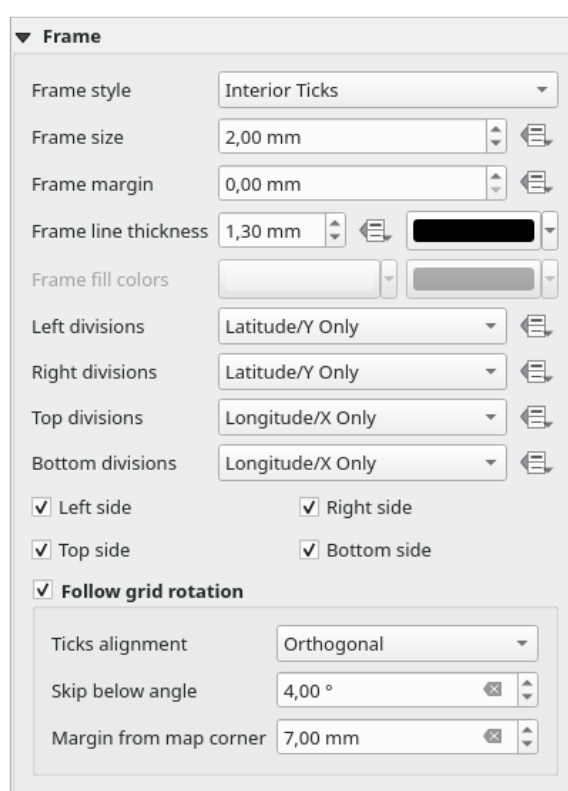 Frame
Frame style Interior Ticks
Frame size 2,00 mm
Frame margin 0,00 mm
Frame line thickness 1,30 mm
Frame fill colors
Left divisions Latitude/Y Only
Right divisions Latitude/Y Only
Top divisions Longitude/X Only
Bottom divisions Longitude/X Only
Left side Right side
Top side Bottom side
Follow grid rotation
Ticks alignment Orthogonal
Skip below angle 4,00 °
Margin from map corner 7,00 mm